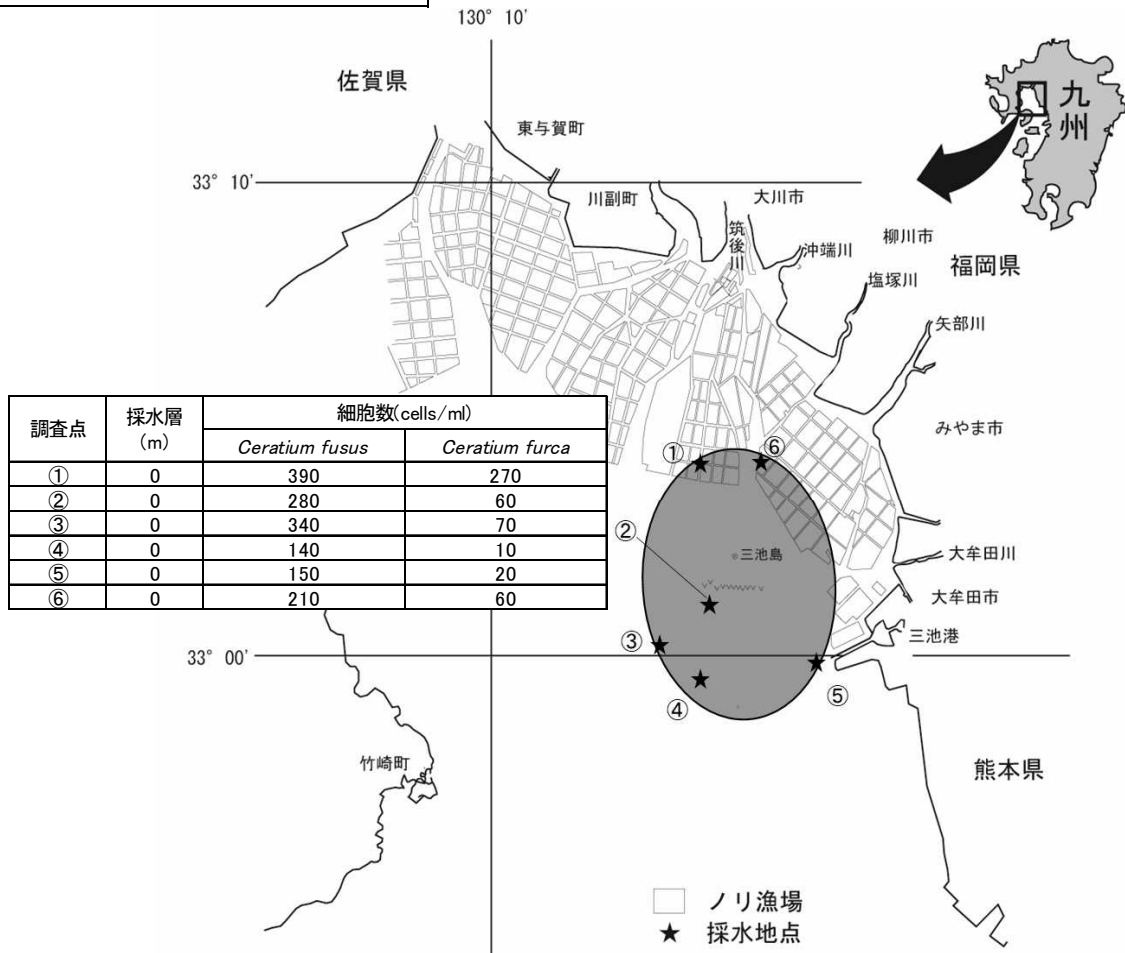 130° 10'
佐賀県
九州
東与賀町
33° 10'
川副町
大川市
筑後川
沖端川
柳川市
福岡県
塩塚川
矢部川
みやま市
調査点 採水層(m) 細胞数(cells/ml)
Ceratium fusus Ceratium furca
① 0 390 270
② 0 280 60
③ 0 340 70
④ 0 140 10
⑤ 0 150 20
⑥ 0 210 60
①
⑥
②
三池島
大牟田川
大牟田市
三池港
③
33° 00'
④
⑤
竹崎町
熊本県
ノリ漁場
★ 採水地点